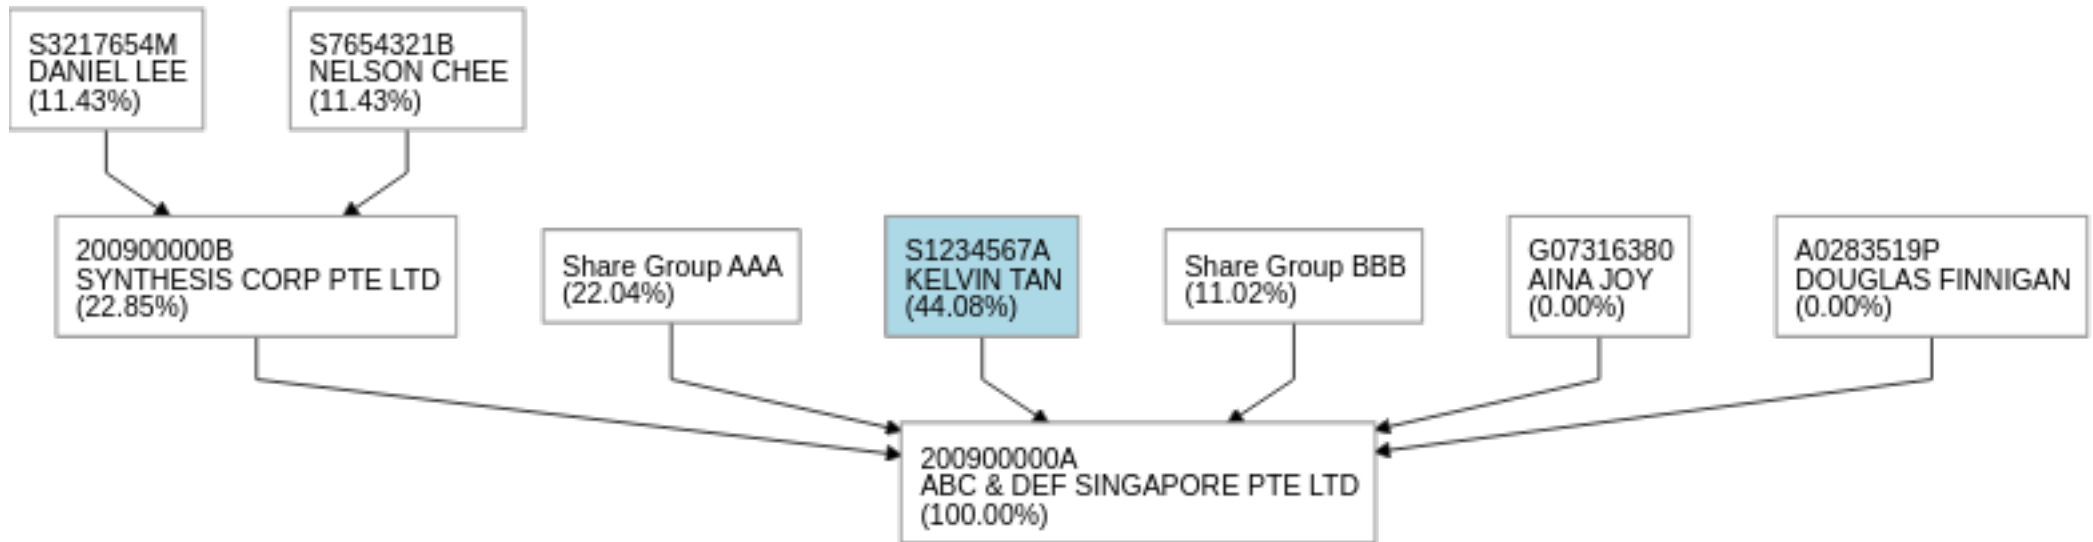 S3217654M
DANIEL LEE
(11.43%)
S7654321B
NELSON CHEE
(11.43%)
200900000B
SYNTHESIS CORP PTE LTD
(22.85%)
Share Group AAA
(22.04%)
S1234567A
KELVIN TAN
(44.08%)
Share Group BBB
(11.02%)
G07316380
AINA JOY
(0.00%)
A0283519P
DOUGLAS FINNIGAN
(0.00%)
200900000A
ABC & DEF SINGAPORE PTE LTD
(100.00%)